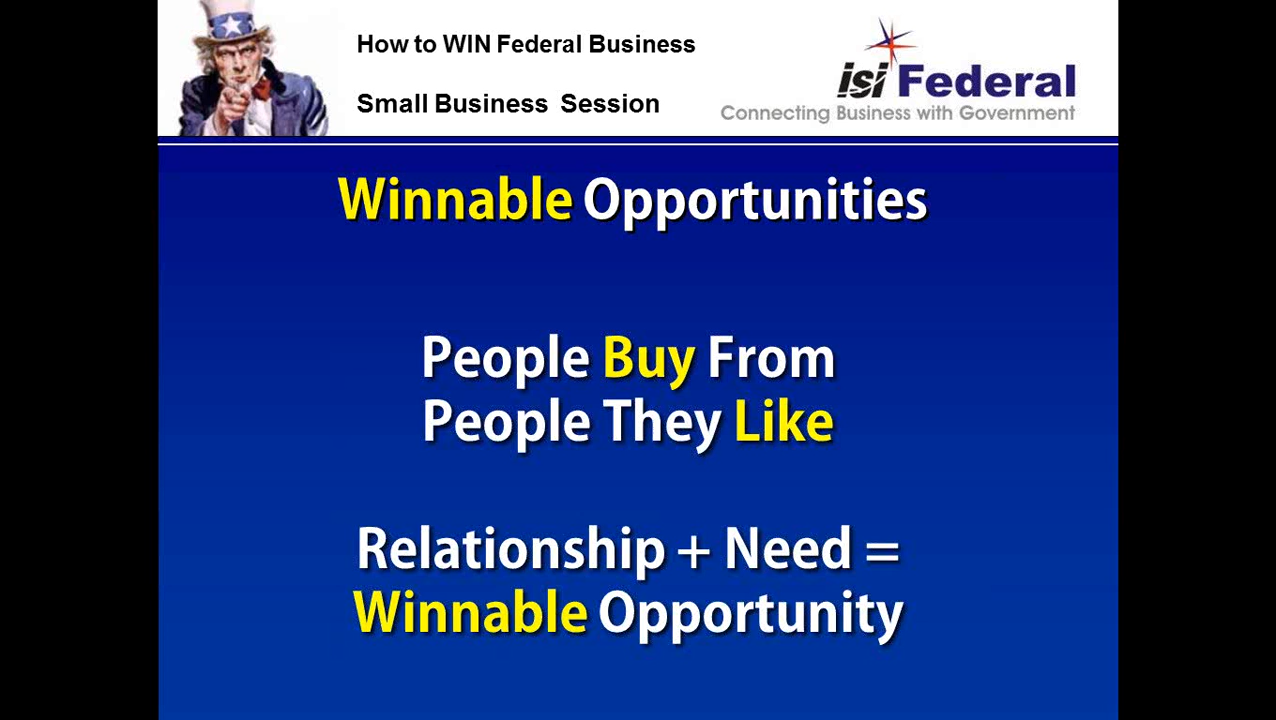 How to WIN Federal Business
Small Business Session
isi Federal
Connecting Business with Government
Winnable Opportunities
People Buy From
People They Like
Relationship + Need =
Winnable Opportunity